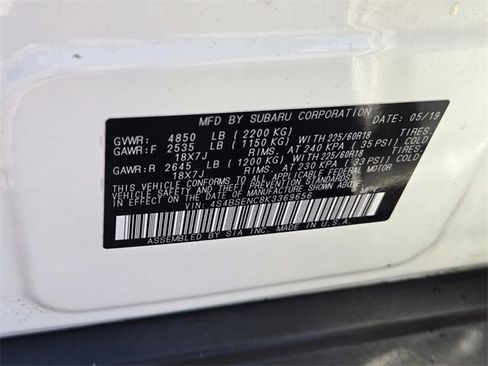 MFD BY SUBARU CORPORATION DATE: 05/19
GVWR: 4850 LB ( 2200 KG)
GAWR:F 2535 LB ( 1150 KG) WITH 225/60R18 TIRES.
18X7J RIMS. AT 240 KPA ( 35 PSI) COLD
GAWR:R 2645 LB ( 1200 KG) WITH 225/60R18 TIRES.
18X7J RIMS. AT 230 KPA ( 33 PSI) COLD
THIS VEHICLE CONFORMS TO ALL APPLICABLE FEDERAL MOTOR
VEHICLE SAFETY STANDARDS IN EFFECT ON THE
DATE OF MANUFACTURE SHOWN ABOVE.
VIN: 4S4BSENC8K3369656 MPV
ASSEMBLED BY SIA INC. MADE IN U.S.A.